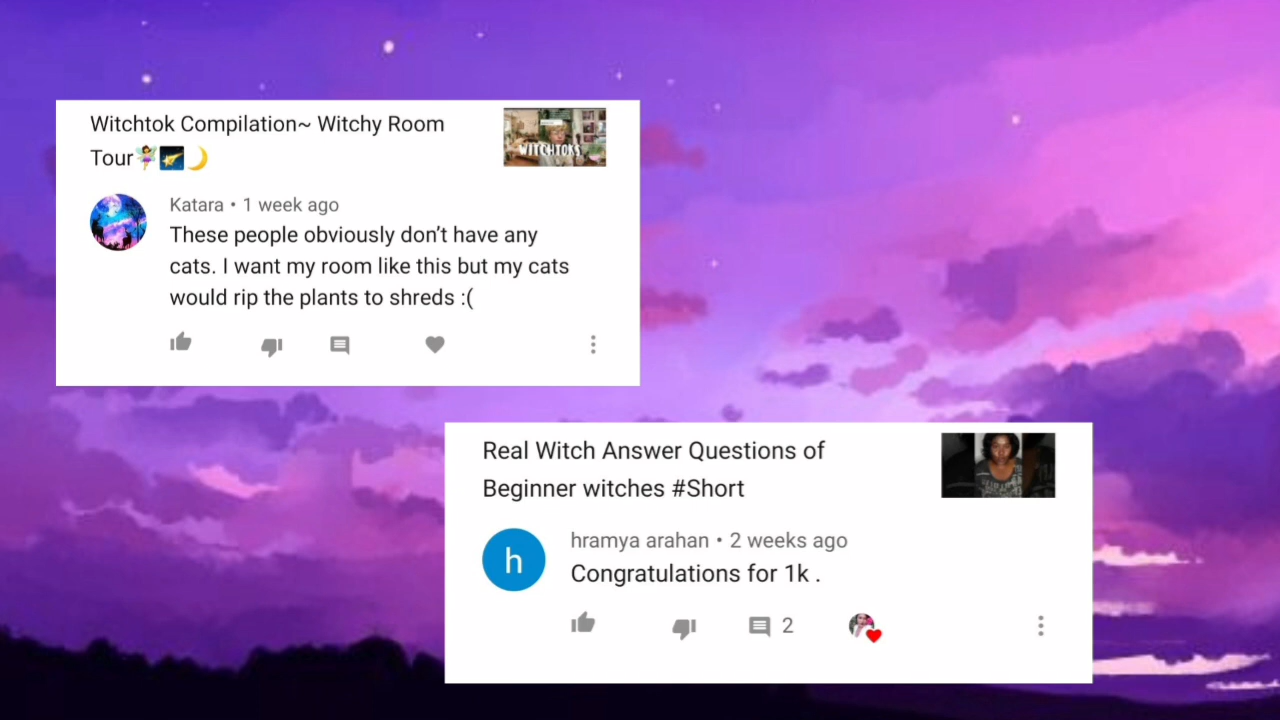 Witchtok Compilation~ Witchy Room
Tour🧚‍♀️🌠🌙
WITCHTOKS
Katara • 1 week ago
These people obviously don’t have any
cats. I want my room like this but my cats
would rip the plants to shreds :(
Real Witch Answer Questions of
Beginner witches #Short
h
hramya arahan • 2 weeks ago
Congratulations for 1k .
2